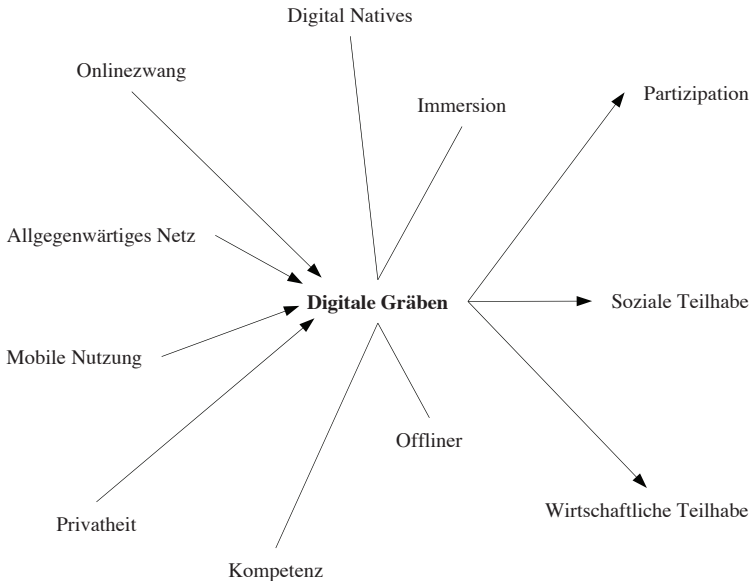 Digital Natives
Onlinezwang
Immersion
Partizipation
Allgegenwärtiges Netz
Digitale Gräben
Soziale Teilhabe
Mobile Nutzung
Offliner
Privatheit
Wirtschaftliche Teilhabe
Kompetenz